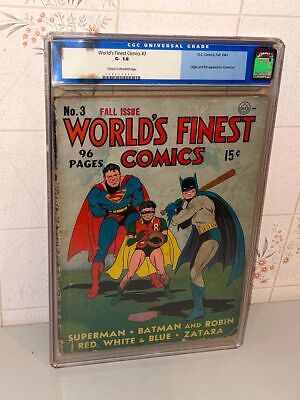 CGC UNIVERSAL GRADE
World's Finest Comics #3
D.C. Comics, Fall 1941
G- 1.8
No. 3
FALL ISSUE
WORLD'S FINEST
96
PAGES
COMICS
15¢
R
SUPERMAN · BATMAN AND ROBIN
RED, WHITE & BLUE · ZATARA